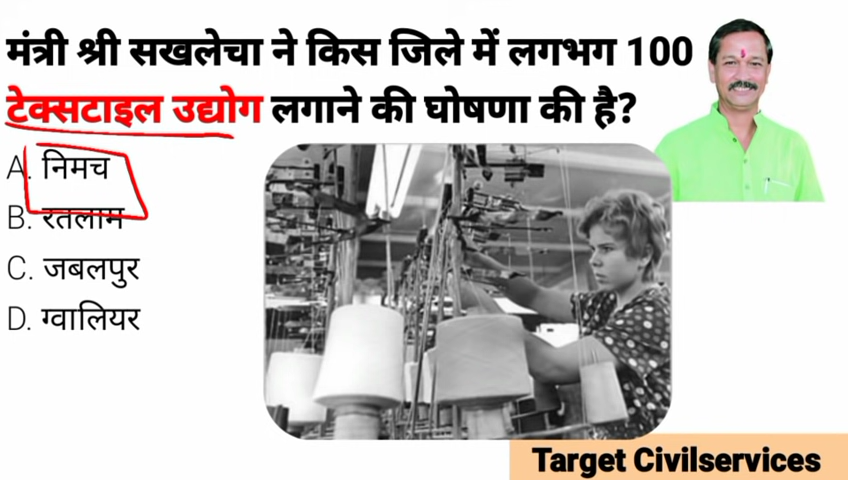 मंत्री श्री सखलेचा ने किस जिले में लगभग 100
टेक्सटाइल उद्योग लगाने की घोषणा की है?
A. निमच
B. रतलाम
C. जबलपुर
D. ग्वालियर
Target Civilservices